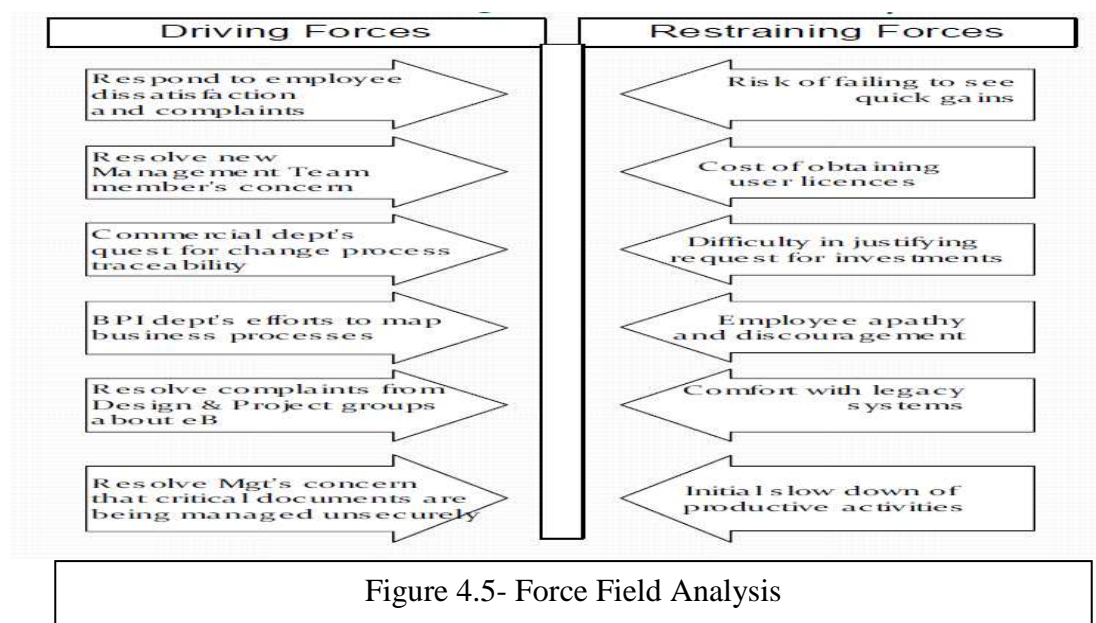 Driving Forces
Respond to employee
dissatisfaction
and complaints
Resolve new
Management Team
member's concern
Commercial dept's
quest for change process
traceability
BPI dept's efforts to map
business processes
Resolve complaints from
Design & Project groups
about eB
Resolve Mgt's concern
that critical documents are
being managed unsecurely
Restraining Forces
Risk of failing to see
quick gains
Cost of obtaining
user licences
Difficulty in justifying
request for investments
Employee apathy
and discouragement
Comfort with legacy
systems
Initial slow down of
productive activities
Figure 4.5- Force Field Analysis